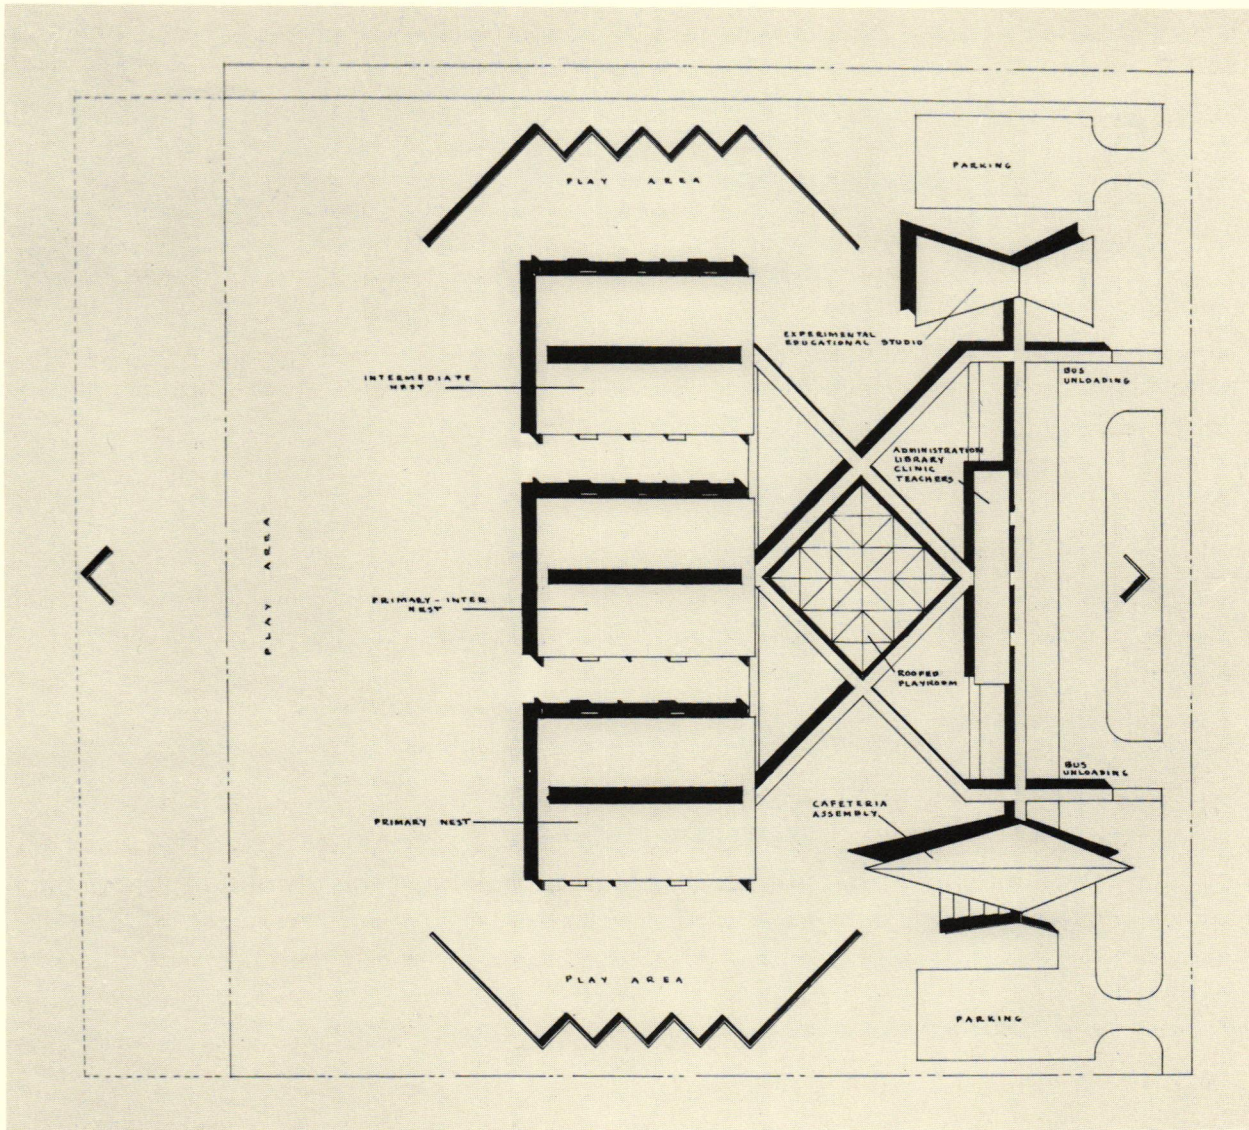 PARKING
PLAY AREA
EXPERIMENTAL
EDUCATIONAL STUDIO
BUS
UNLOADING
INTERMEDIATE
NEST
ADMINISTRATION
LIBRARY
CLINIC
TEACHERS
PLAY AREA
PRIMARY-INTER
NEST
ROOFED
PLAYROOM
BUS
UNLOADING
CAFETERIA
ASSEMBLY
PRIMARY NEST
PLAY AREA
PARKING